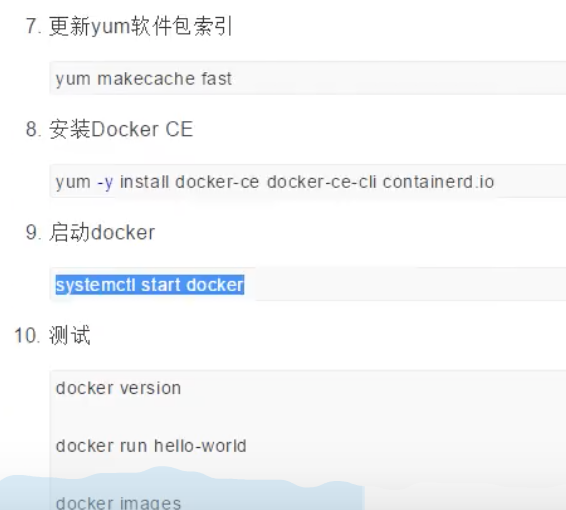 7. 更新yum软件包索引
yum makecache fast
8. 安装Docker CE
yum -y install docker-ce docker-ce-cli containerd.io
9. 启动docker
systemctl start docker
10. 测试
docker version
docker run hello-world
docker images